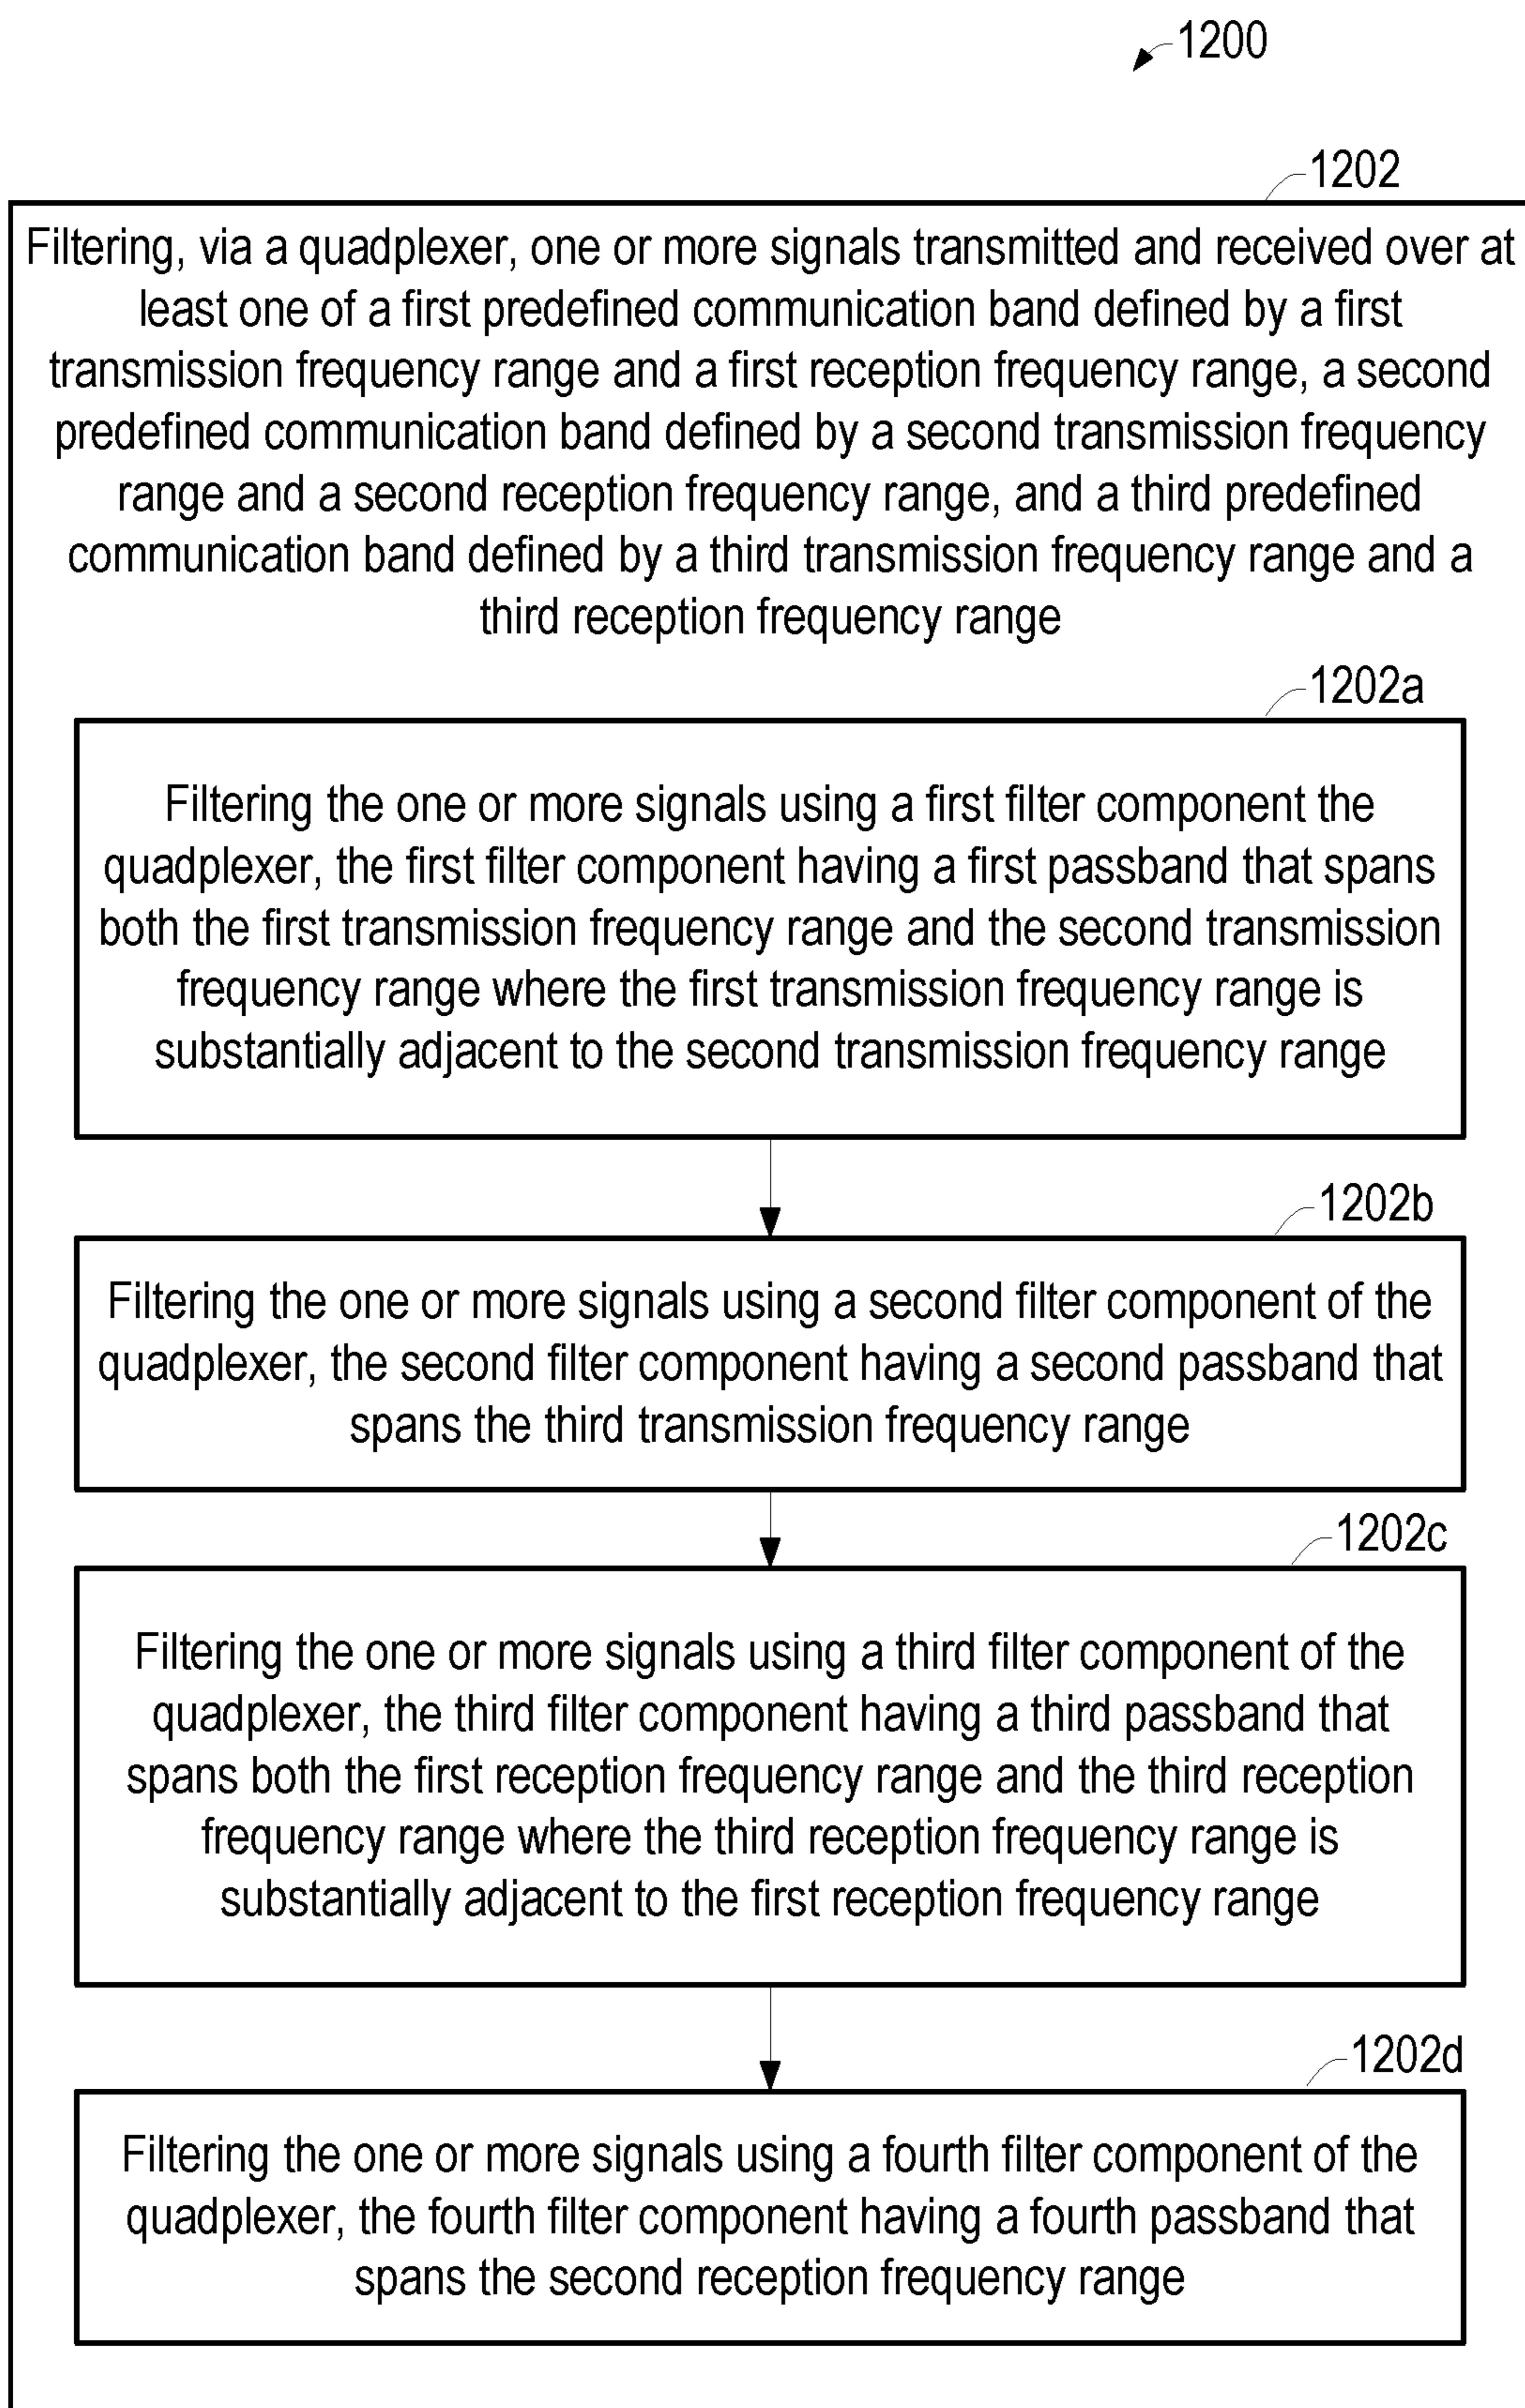 1200
1202
Filtering, via a quadplexer, one or more signals transmitted and received over at
least one of a first predefined communication band defined by a first
transmission frequency range and a first reception frequency range, a second
predefined communication band defined by a second transmission frequency
range and a second reception frequency range, and a third predefined
communication band defined by a third transmission frequency range and a
third reception frequency range
1202a
Filtering the one or more signals using a first filter component the
quadplexer, the first filter component having a first passband that spans
both the first transmission frequency range and the second transmission
frequency range where the first transmission frequency range is
substantially adjacent to the second transmission frequency range
1202b
Filtering the one or more signals using a second filter component of the
quadplexer, the second filter component having a second passband that
spans the third transmission frequency range
1202c
Filtering the one or more signals using a third filter component of the
quadplexer, the third filter component having a third passband that
spans both the first reception frequency range and the third reception
frequency range where the third reception frequency range is
substantially adjacent to the first reception frequency range
1202d
Filtering the one or more signals using a fourth filter component of the
quadplexer, the fourth filter component having a fourth passband that
spans the second reception frequency range